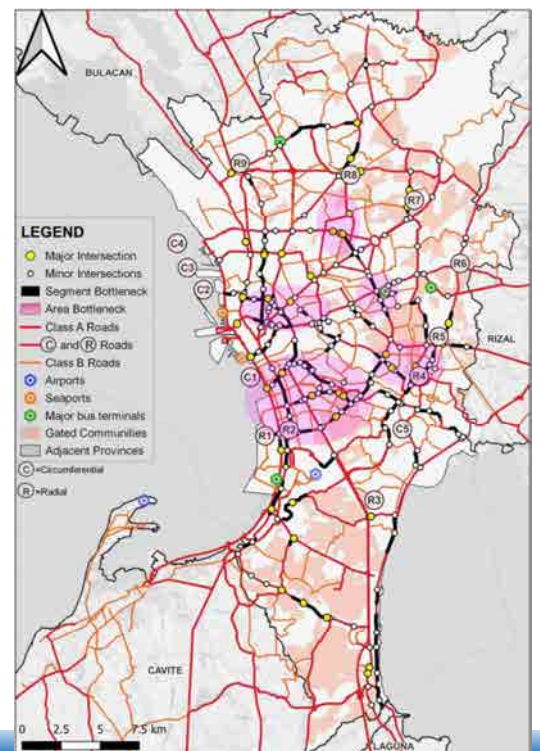 BULACAN
R9
R8
R7
LEGEND
Major Intersection
Minor Intersections
Segment Bottleneck
Area Bottleneck
Class A Roads
C and R Roads
Class B Roads
Airports
Seaports
Major bus terminals
Gated Communities
Adjacent Provinces
C=Circumferential
R=Radial
C4
C3
C2
R6
R5
RIZAL
R4
C1
R1
R2
C5
R3
CAVITE
0 2.5 5 7.5 km
LAGUNA